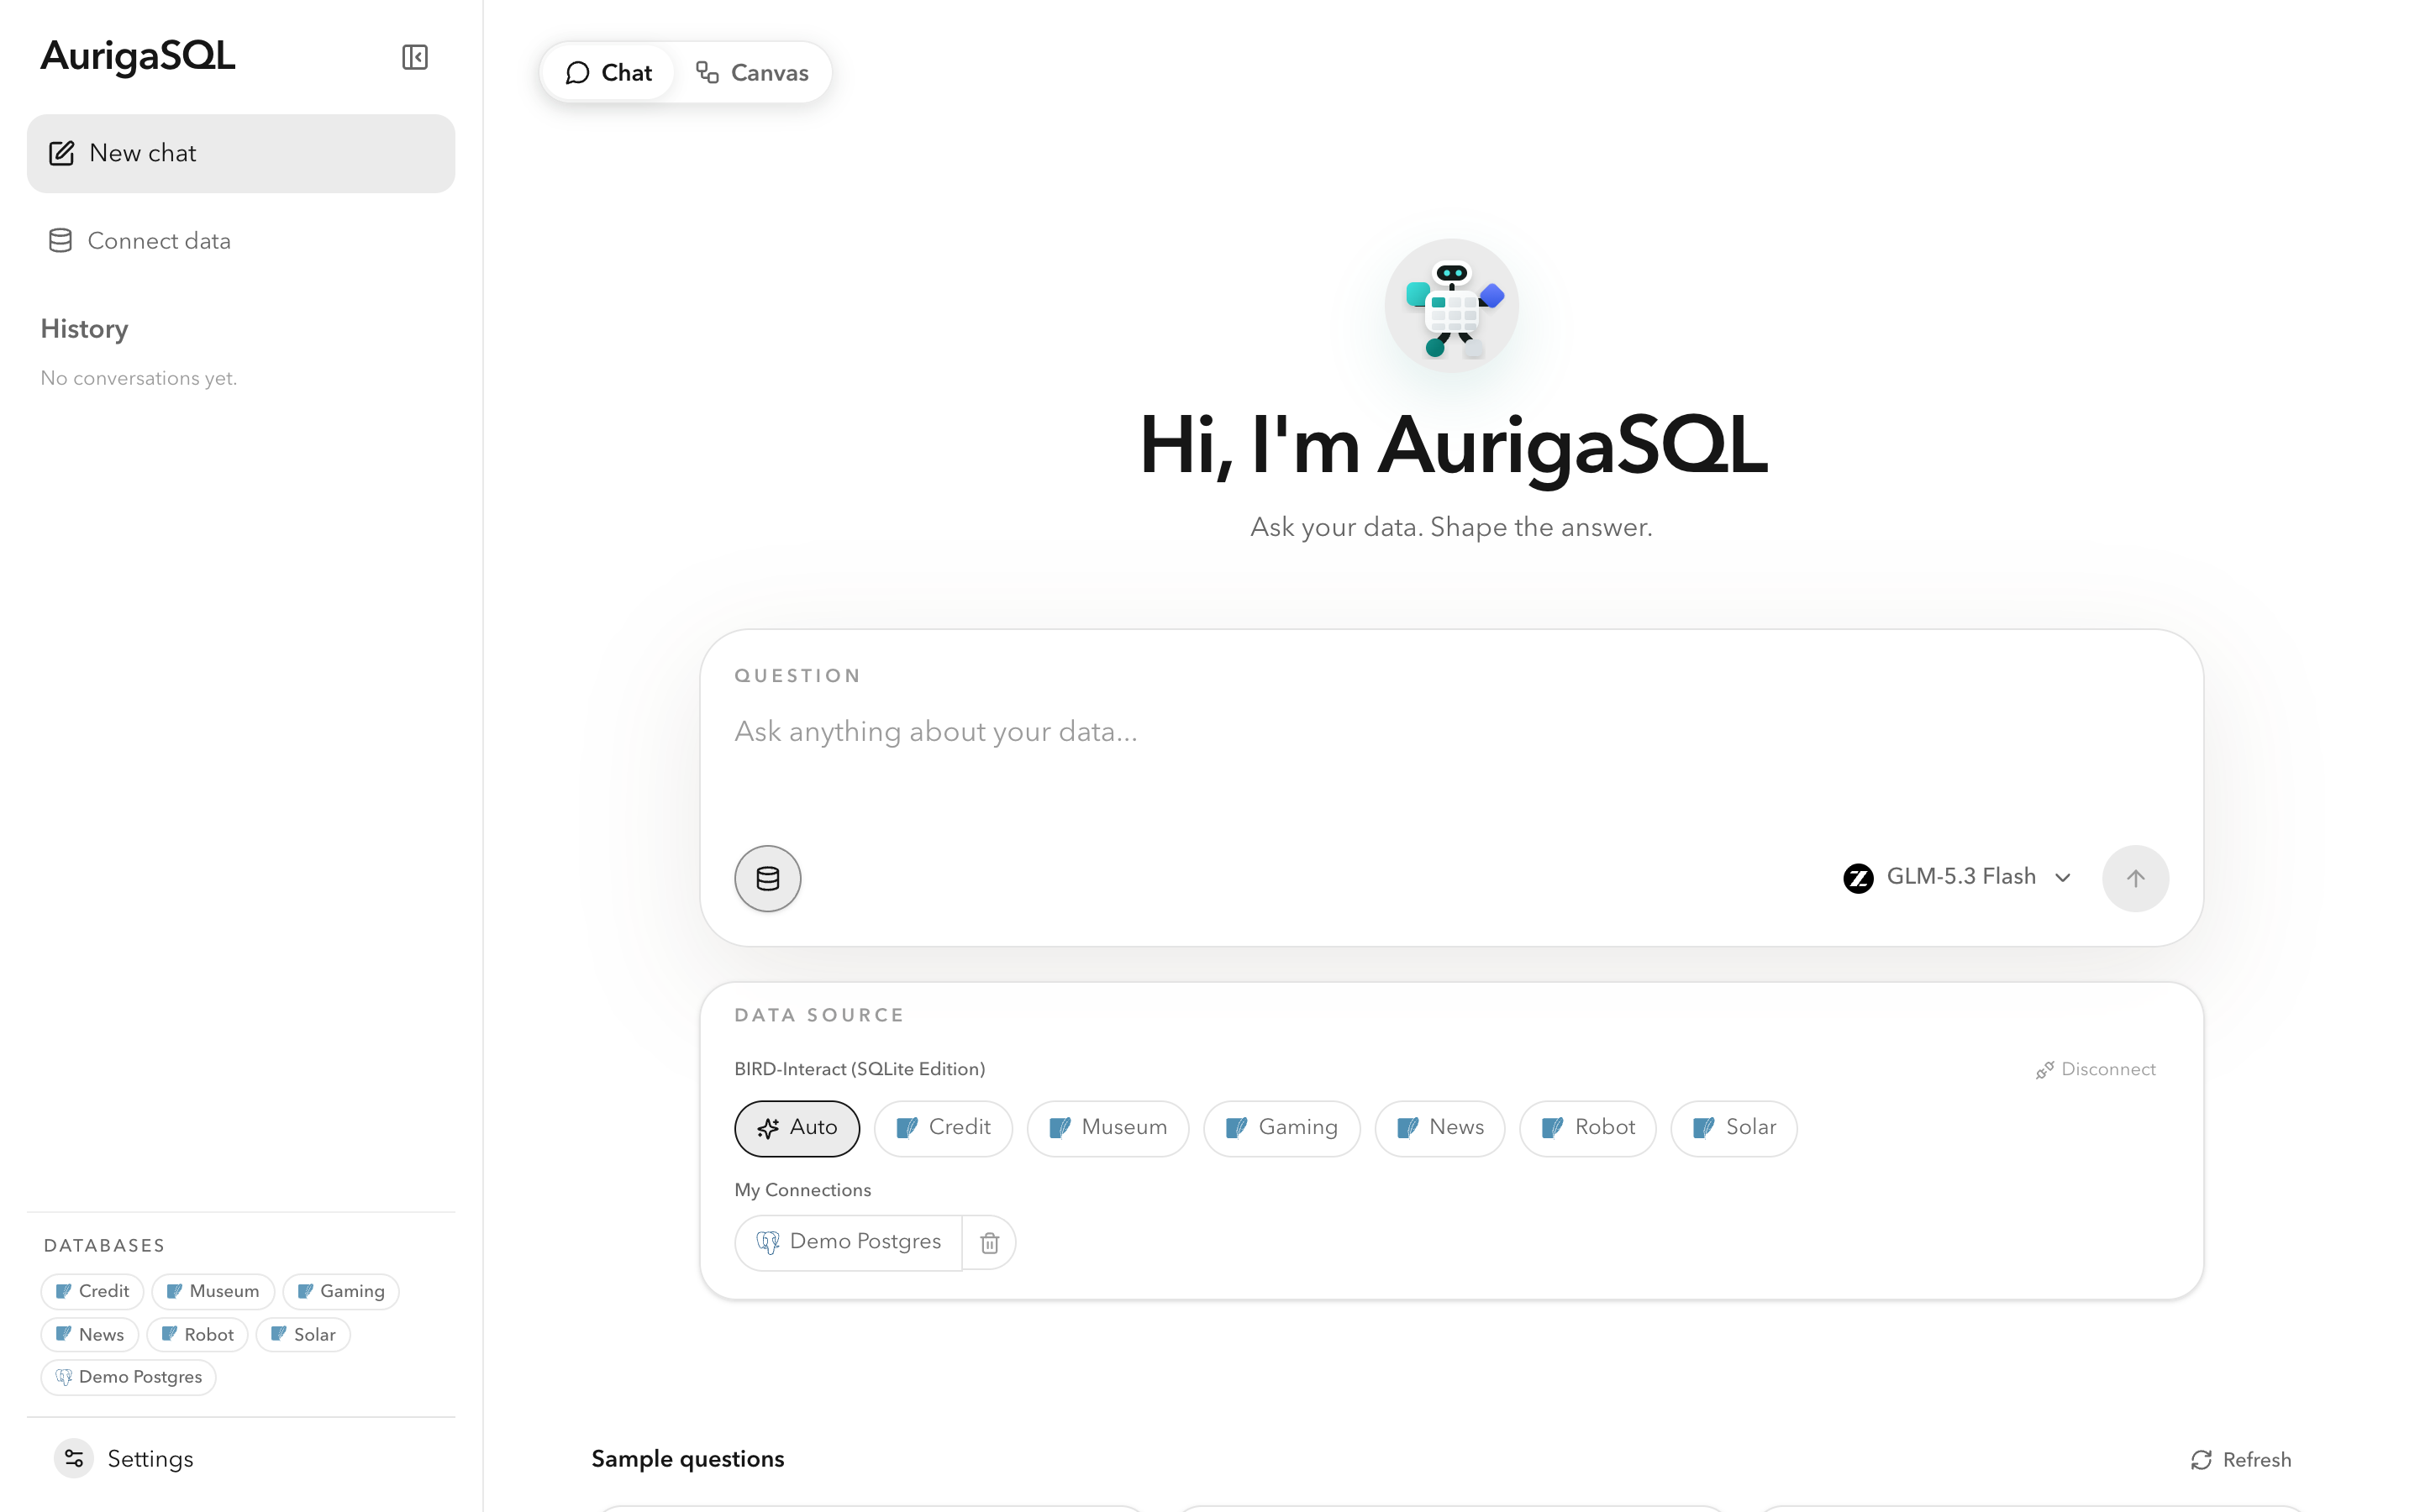 AurigaSQL
New chat
Connect data
History
No conversations yet.
DATABASES
Credit Museum Gaming
News Robot Solar
Demo Postgres
Settings
Chat Canvas
Hi, I'm AurigaSQL
Ask your data. Shape the answer.
QUESTION
Ask anything about your data...
GLM-5.3 Flash
DATA SOURCE
BIRD-Interact (SQLite Edition) Disconnect
Auto Credit Museum Gaming News Robot Solar
My Connections
Demo Postgres
Sample questions Refresh